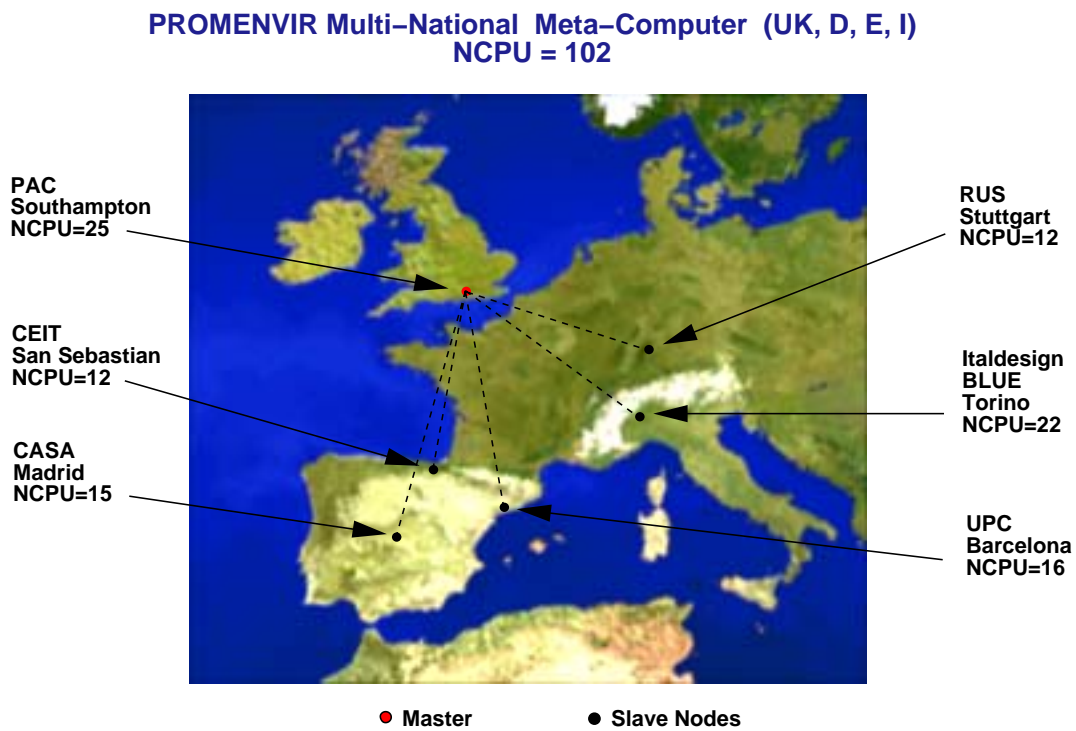 PROMENVIR Multi−National Meta−Computer (UK, D, E, I)
NCPU = 102
PAC
Southampton
NCPU=25
CEIT
San Sebastian
NCPU=12
CASA
Madrid
NCPU=15
RUS
Stuttgart
NCPU=12
Italdesign
BLUE
Torino
NCPU=22
UPC
Barcelona
NCPU=16
Master
Slave Nodes